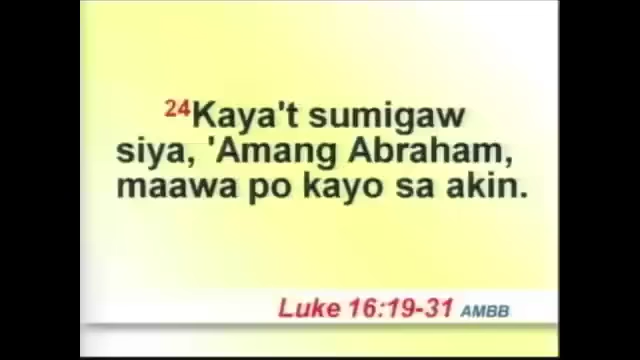 24Kaya't sumigaw
siya, 'Amang Abraham,
maawa po kayo sa akin.
Luke 16:19-31 AMBB